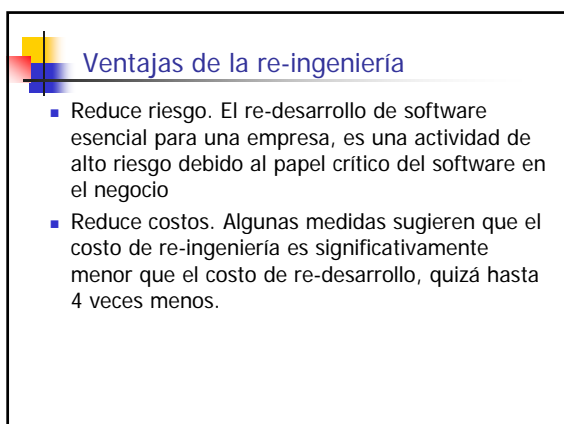 Ventajas de la re-ingeniería
Reduce riesgo. El re-desarrollo de software
esencial para una empresa, es una actividad de
alto riesgo debido al papel crítico del software en
el negocio
Reduce costos. Algunas medidas sugieren que el
costo de re-ingeniería es significativamente
menor que el costo de re-desarrollo, quizá hasta
4 veces menos.